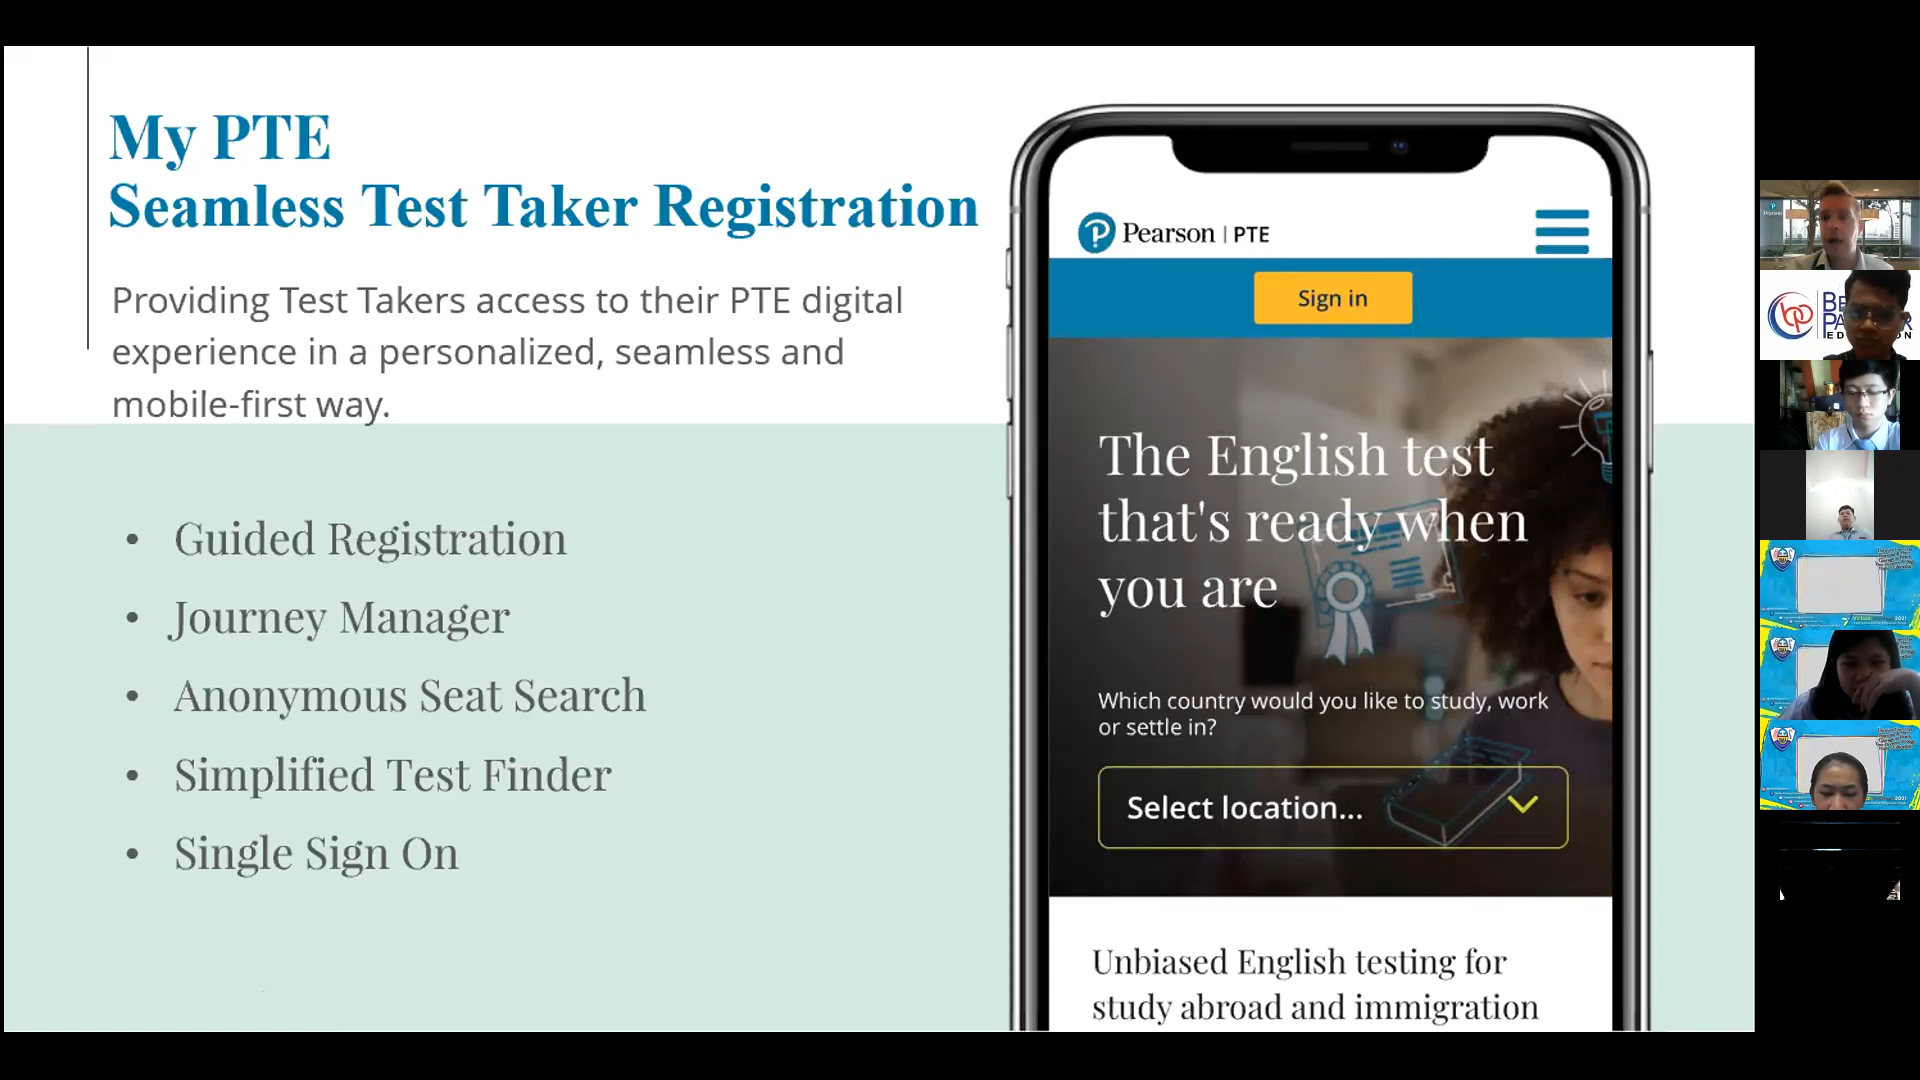 My PTE
Seamless Test Taker Registration
Providing Test Takers access to their PTE digital
experience in a personalized, seamless and
mobile-first way.
• Guided Registration
• Journey Manager
• Anonymous Seat Search
• Simplified Test Finder
• Single Sign On
Pearson | PTE
Sign in
The English test
that's ready when
you are
Which country would you like to study, work
or settle in?
Select location...
Unbiased English testing for
study abroad and immigration
Pearson